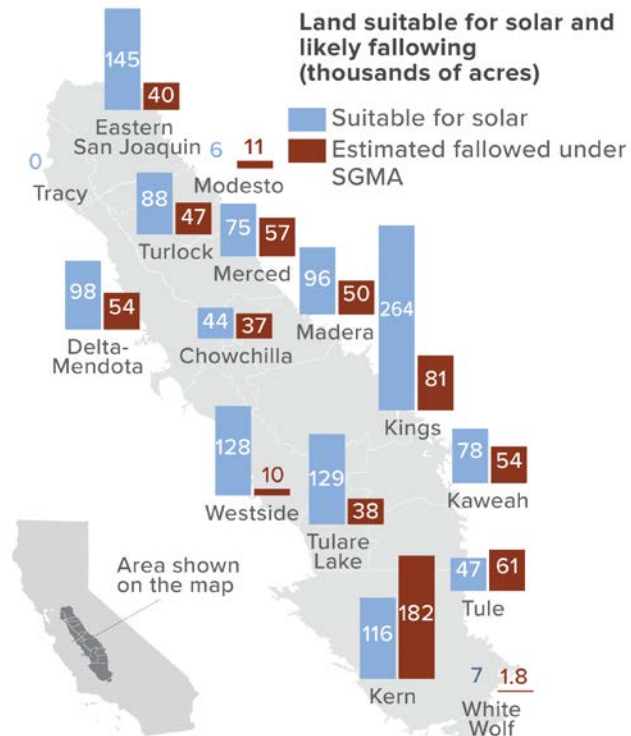 Land suitable for solar and
likely fallowing
(thousands of acres)
Suitable for solar
Estimated fallowed under
SGMA
145
40
Eastern
San Joaquin
0
Tracy
6
11
Modesto
88
47
Turlock
75
57
Merced
98
54
Delta-
Mendota
44
37
Chowchilla
96
50
Madera
264
81
Kings
128
10
Westside
129
38
Tulare
Lake
78
54
Kaweah
47
61
Tule
116
182
Kern
7
1.8
White
Wolf
Area shown
on the map